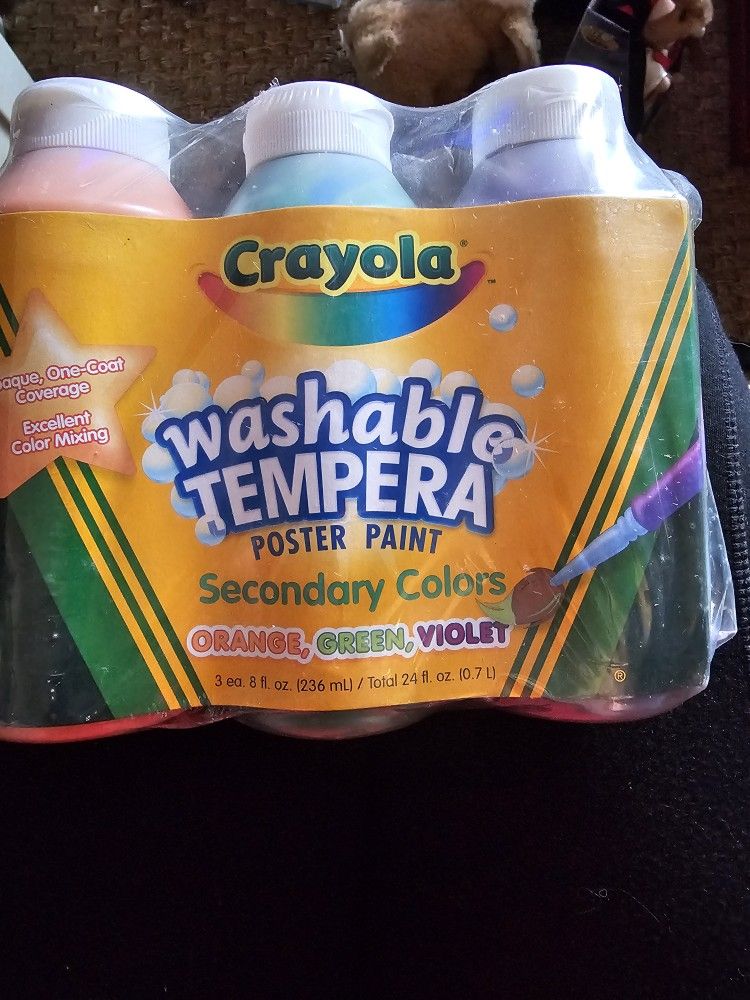 Crayola®
™
One-Coat
Coverage
Excellent
Color Mixing
washable
TEMPERA
POSTER PAINT
Secondary Colors
ORANGE, GREEN, VIOLET
3 ea. 8 fl. oz. (236 mL) / Total 24 fl. oz. (0.7 L)
®